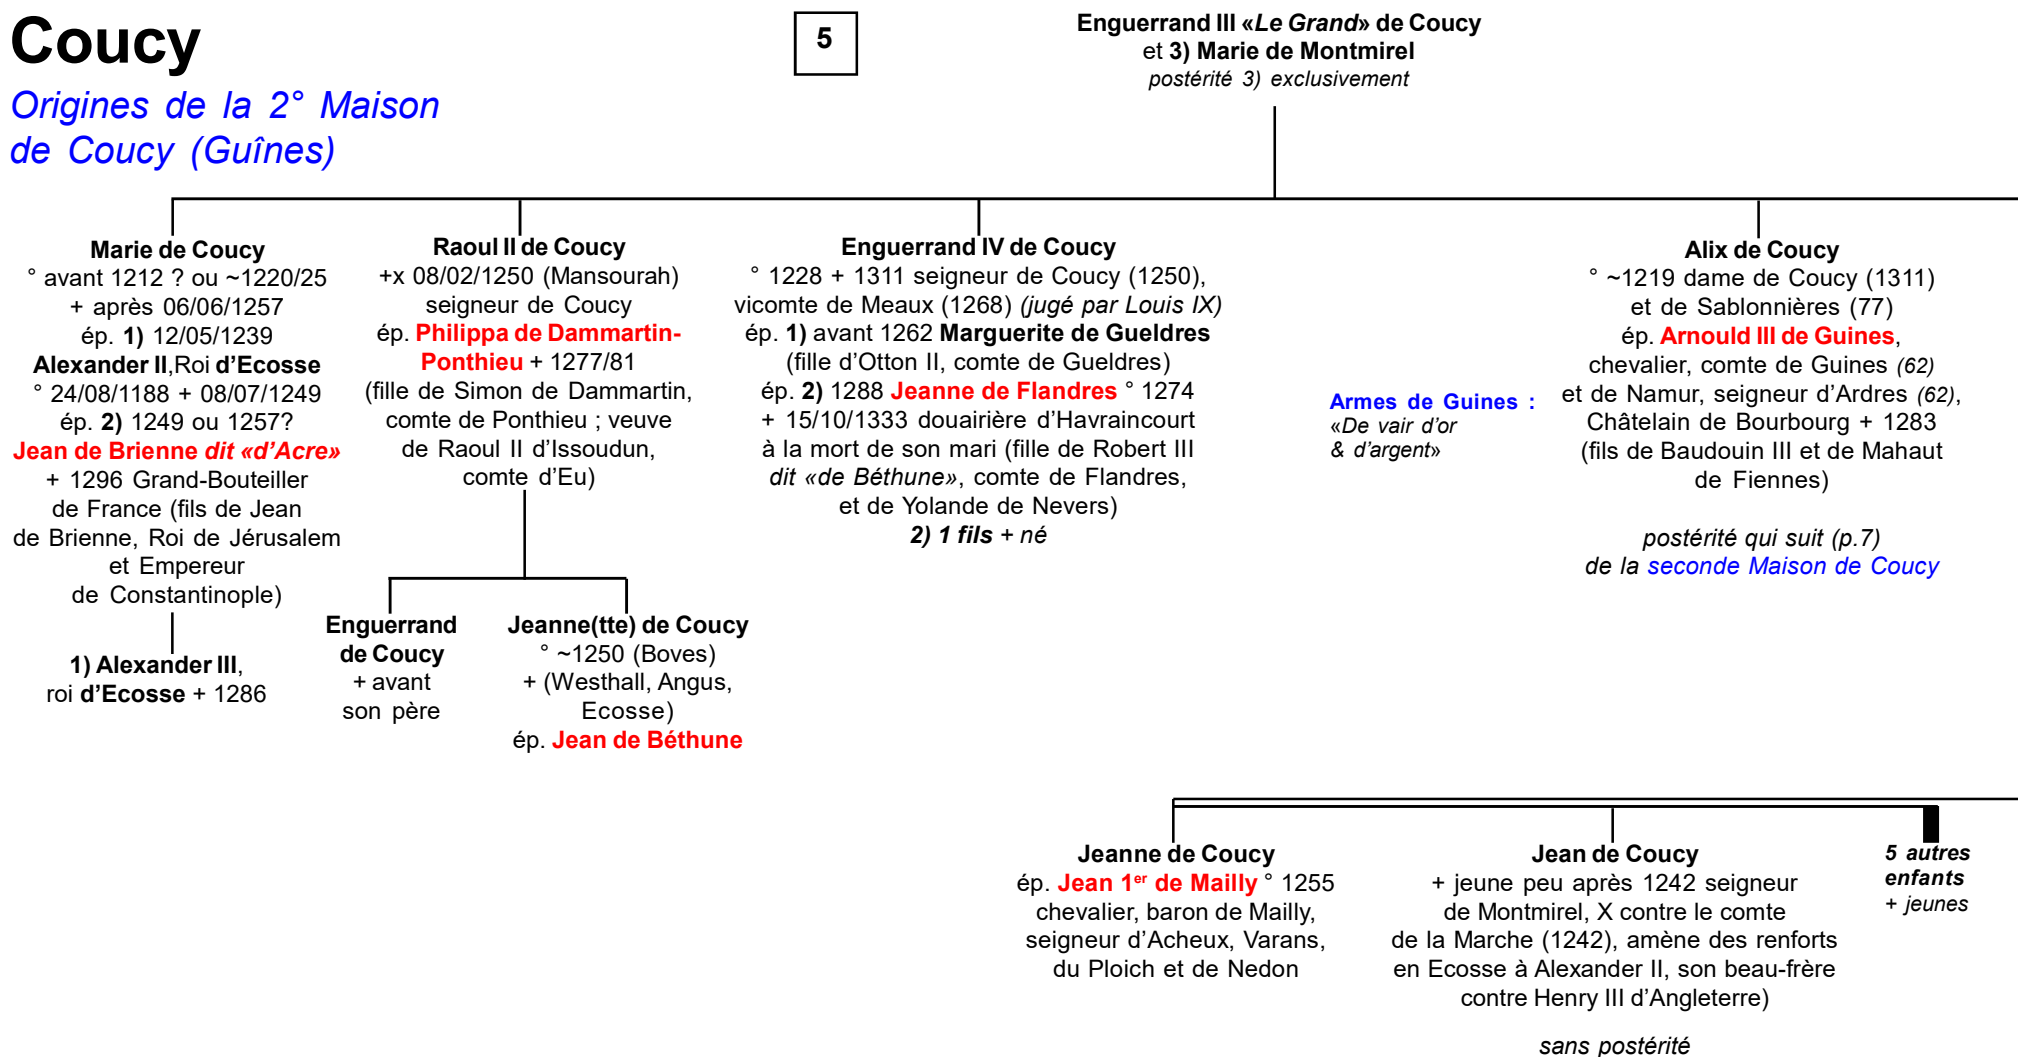 Coucy
Origines de la 2° Maison
de Coucy (Guînes)
5
Enguerrand III «Le Grand» de Coucy
et 3) Marie de Montmirel
postérité 3) exclusivement
Marie de Coucy
° avant 1212 ? ou ~1220/25
+ après 06/06/1257
ép. 1) 12/05/1239
Alexander II,Roi d'Ecosse
° 24/08/1188 + 08/07/1249
ép. 2) 1249 ou 1257?
Jean de Brienne dit «d'Acre»
+ 1296 Grand-Bouteiller
de France (fils de Jean
de Brienne, Roi de Jérusalem
et Empereur
de Constantinople)
1) Alexander III,
roi d'Ecosse + 1286
Raoul II de Coucy
+x 08/02/1250 (Mansourah)
seigneur de Coucy
ép. Philippa de Dammartin-
Ponthieu + 1277/81
(fille de Simon de Dammartin,
comte de Ponthieu ; veuve
de Raoul II d'Issoudun,
comte d'Eu)
Enguerrand
de Coucy
+ avant
son père
Jeanne(tte) de Coucy
° ~1250 (Boves)
+ (Westhall, Angus,
Ecosse)
ép. Jean de Béthune
Enguerrand IV de Coucy
° 1228 + 1311 seigneur de Coucy (1250),
vicomte de Meaux (1268) (jugé par Louis IX)
ép. 1) avant 1262 Marguerite de Gueldres
(fille d'Otton II, comte de Gueldres)
ép. 2) 1288 Jeanne de Flandres ° 1274
+ 15/10/1333 douairière d'Havraincourt
à la mort de son mari (fille de Robert III
dit «de Béthune», comte de Flandres,
et de Yolande de Nevers)
2) 1 fils + né
Armes de Guines :
«De vair d'or
& d'argent»
Alix de Coucy
° ~1219 dame de Coucy (1311)
et de Sablonnières (77)
ép. Arnould III de Guines,
chevalier, comte de Guines (62)
et de Namur, seigneur d'Ardres (62),
Châtelain de Bourbourg + 1283
(fils de Baudouin III et de Mahaut
de Fiennes)
postérité qui suit (p.7)
de la seconde Maison de Coucy
Jeanne de Coucy
ép. Jean 1er de Mailly ° 1255
chevalier, baron de Mailly,
seigneur d'Acheux, Varans,
du Ploich et de Nedon
Jean de Coucy
+ jeune peu après 1242 seigneur
de Montmirel, X contre le comte
de la Marche (1242), amène des renforts
en Ecosse à Alexander II, son beau-frère
contre Henry III d'Angleterre)
sans postérité
5 autres
enfants
+ jeunes